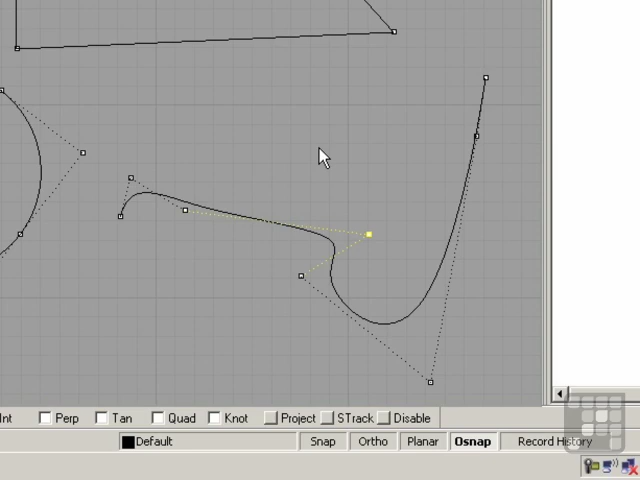 Int Perp Tan Quad Knot Project STrack Disable
Default Snap Ortho Planar Osnap Record History